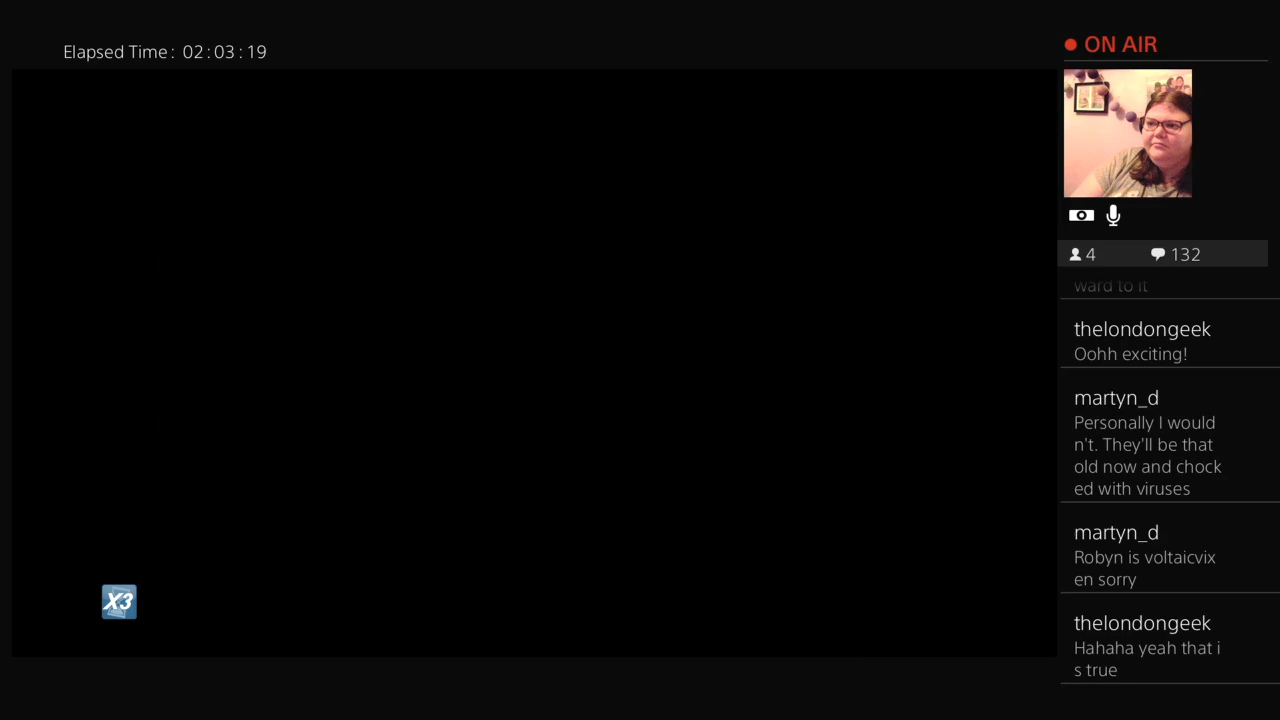 Elapsed Time: 02:03:19
ON AIR
4 132
ward to it
thelondongeek
Oohh exciting!
martyn_d
Personally I would
n't. They'll be that
old now and chock
ed with viruses
martyn_d
Robyn is voltaicvix
en sorry
thelondongeek
Hahaha yeah that i
s true
X3